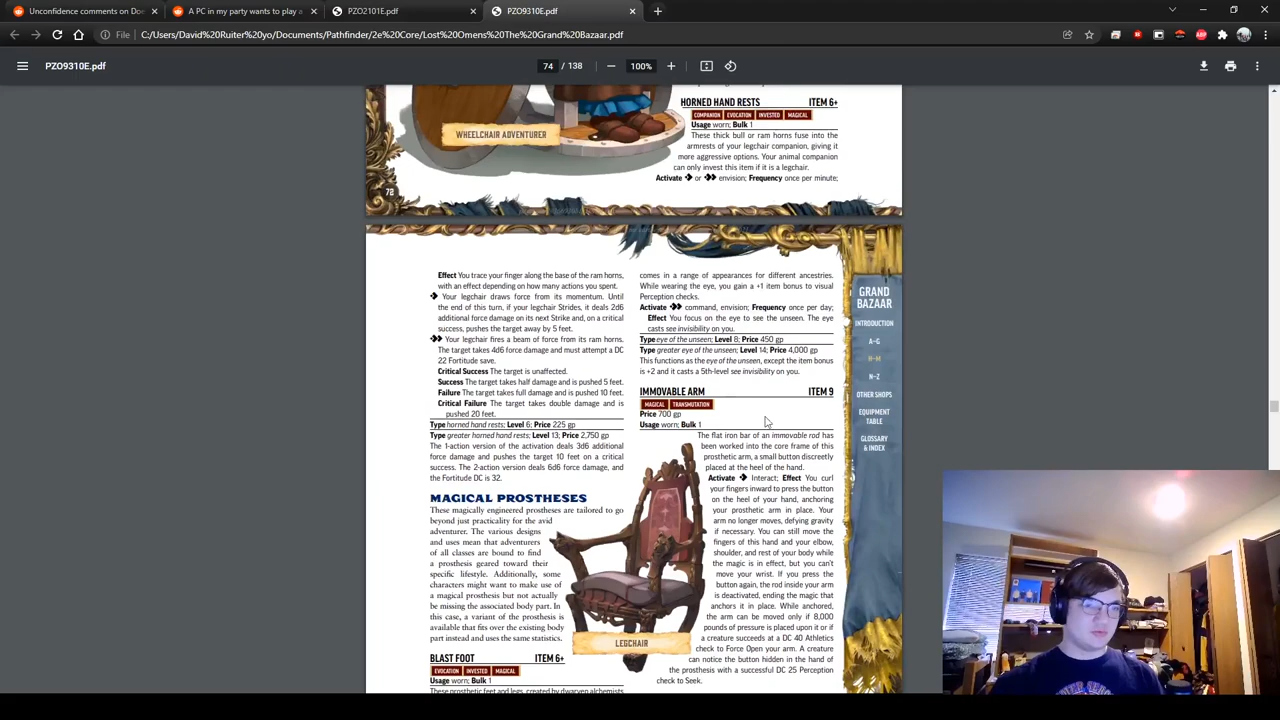 Unconfidence comments on Do
A PC in my party wants to play a
PZO2101E.pdf
PZO9310E.pdf
File
C:/Users/David%20Ruiter%20yo/Documents/Pathfinder/2e%20Core/Lost%20Omens%20The%20Grand%20Bazaar.pdf
PZO9310E.pdf
74 / 138
100%
WHEELCHAIR ADVENTURER
72
HORNED HAND RESTS ITEM 6+
COMPANION EVOCATION INVESTED MAGICAL
Usage worn; Bulk 1
These thick bull or ram horns fuse into the
armrests of your legchair companion, giving it
more aggressive options. Your animal companion
can only invest this item if it is a legchair.
Activate or envision; Frequency once per minute;
Effect You trace your finger along the base of the ram horns,
with an effect depending on how many actions you spent.
Your legchair draws force from its momentum. Until
the end of this turn, if your legchair Strides, it deals 2d6
additional force damage on its next Strike and, on a critical
success, pushes the target away by 5 feet.
Your legchair fires a beam of force from its ram horns.
The target takes 4d6 force damage and must attempt a DC
22 Fortitude save.
Critical Success The target is unaffected.
Success The target takes half damage and is pushed 5 feet.
Failure The target takes full damage and is pushed 10 feet.
Critical Failure The target takes double damage and is
pushed 20 feet.
Type horned hand rests; Level 6; Price 225 gp
Type greater horned hand rests; Level 13; Price 2,750 gp
The 1-action version of the activation deals 3d6 additional
force damage and pushes the target 10 feet on a critical
success. The 2-action version deals 6d6 force damage, and
the Fortitude DC is 32.
MAGICAL PROSTHESES
These magically engineered prostheses are tailored to go
beyond just practicality for the avid
adventurer. The various designs
and uses mean that adventurers
of all classes are bound to find
a prosthesis geared toward their
specific lifestyle. Additionally, some
characters might want to make use of
a magical prosthesis but not actually
be missing the associated body part. In
this case, a variant of the prosthesis is
available that fits over the existing body
part instead and uses the same statistics.
BLAST FOOT ITEM 6+
EVOCATION INVESTED MAGICAL
Usage worn; Bulk 1
These prosthetic feet and legs, created by dwarven alchemists
comes in a range of appearances for different ancestries.
While wearing the eye, you gain a +1 item bonus to visual
Perception checks.
Activate command, envision; Frequency once per day;
Effect You focus on the eye to see the unseen. The eye
casts see invisibility on you.
Type eye of the unseen; Level 8; Price 450 gp
Type greater eye of the unseen; Level 14; Price 4,000 gp
This functions as the eye of the unseen, except the item bonus
is +2 and it casts a 5th-level see invisibility on you.
IMMOVABLE ARM ITEM 9
MAGICAL TRANSMUTATION
Price 700 gp
Usage worn; Bulk 1
The flat iron bar of an immovable rod has
been worked into the core frame of this
prosthetic arm, a small button discreetly
placed at the heel of the hand.
Activate Interact; Effect You curl
your fingers inward to press the button
on the heel of your hand, anchoring
your prosthetic arm in place. Your
arm no longer moves, defying gravity
if necessary. You can still move the
fingers of this hand and your elbow,
shoulder, and rest of your body while
the magic is in effect, but you can't
move your wrist. If you press the
button again, the rod inside your arm
is deactivated, ending the magic that
anchors it in place. While anchored,
the arm can be moved only if 8,000
pounds of pressure is placed upon it or if
a creature succeeds at a DC 40 Athletics
check to Force Open your arm. A creature
can notice the button hidden in the hand of
the prosthesis with a successful DC 25 Perception
check to Seek.
LEGCHAIR
GRAND
BAZAAR
INTRODUCTION
A–G
H–M
N–Z
OTHER SHOPS
EQUIPMENT
TABLE
GLOSSARY
& INDEX